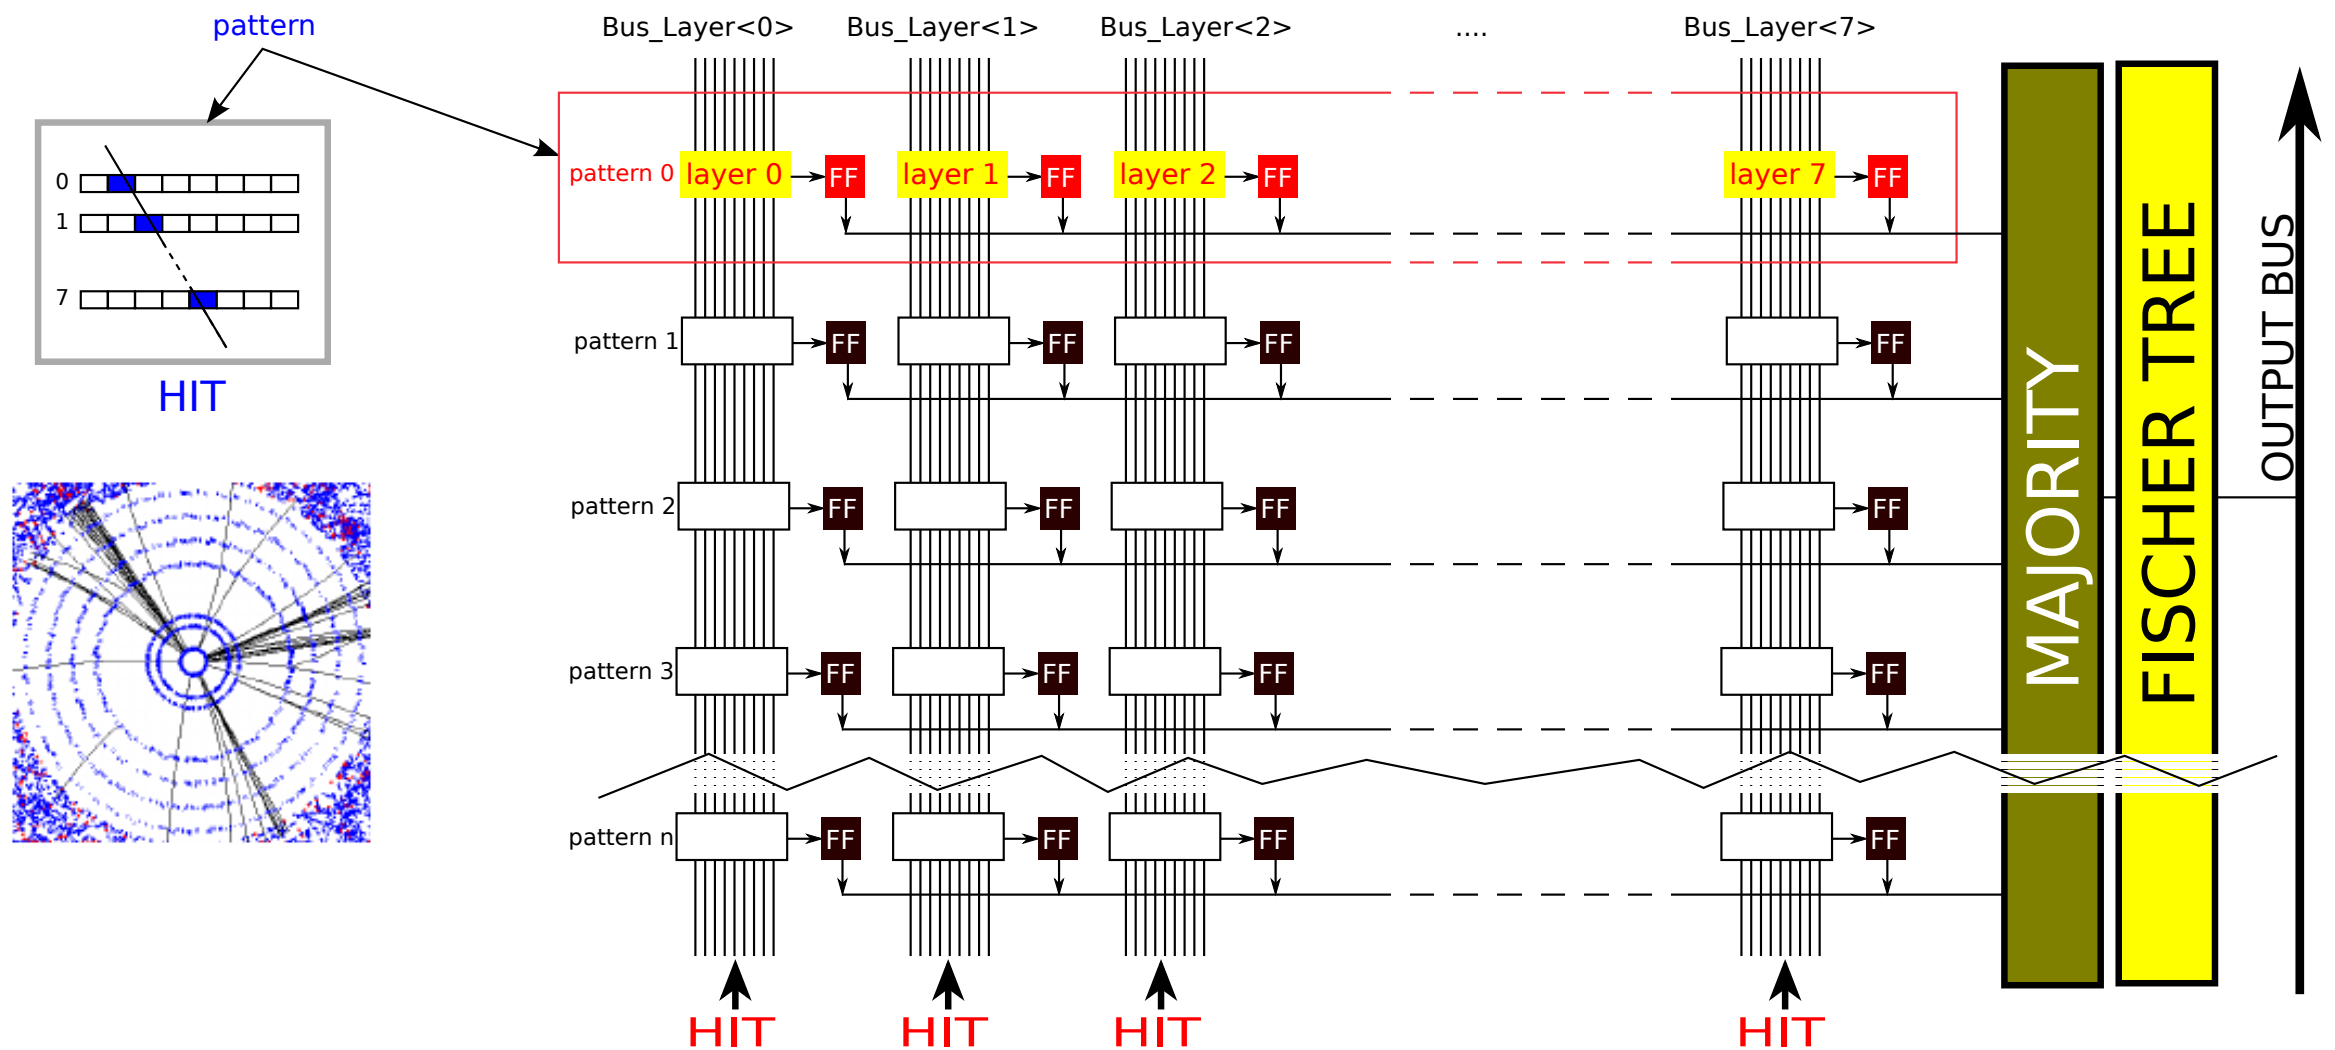 pattern
Bus_Layer<0> Bus_Layer<1> Bus_Layer<2> .... Bus_Layer<7>
0
1
7
HIT
pattern 0 layer 0 FF layer 1 FF layer 2 FF layer 7 FF
pattern 1 FF FF FF FF
pattern 2 FF FF FF FF
pattern 3 FF FF FF FF
pattern n FF FF FF FF
HIT HIT HIT HIT
MAJORITY
FISCHER TREE
OUTPUT BUS